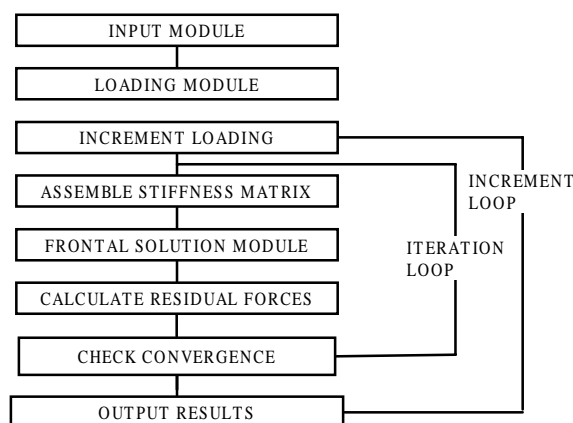 INPUT MODULE
LOADING MODULE
INCREMENT LOADING
ASSEMBLE STIFFNESS MATRIX
FRONTAL SOLUTION MODULE
CALCULATE RESIDUAL FORCES
CHECK CONVERGENCE
OUTPUT RESULTS
ITERATION
LOOP
INCREMENT
LOOP